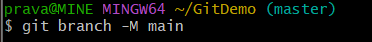 prava@MINE MINGW64 ~/GitDemo (master)
$ git branch -M main